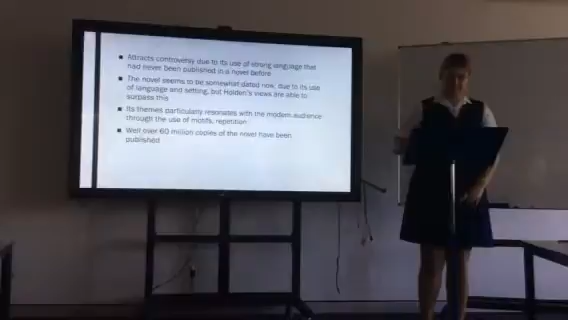 Attracts controversy due to its use of strong language that
had never been published in a novel before
The novel seems to be somewhat dated now, due to its use
of language and setting, but Holden's views are able to
surpass this
Its themes particularly resonates with the modern audience
through the use of motifs, repetition
Well over 60 million copies of the novel have been
published